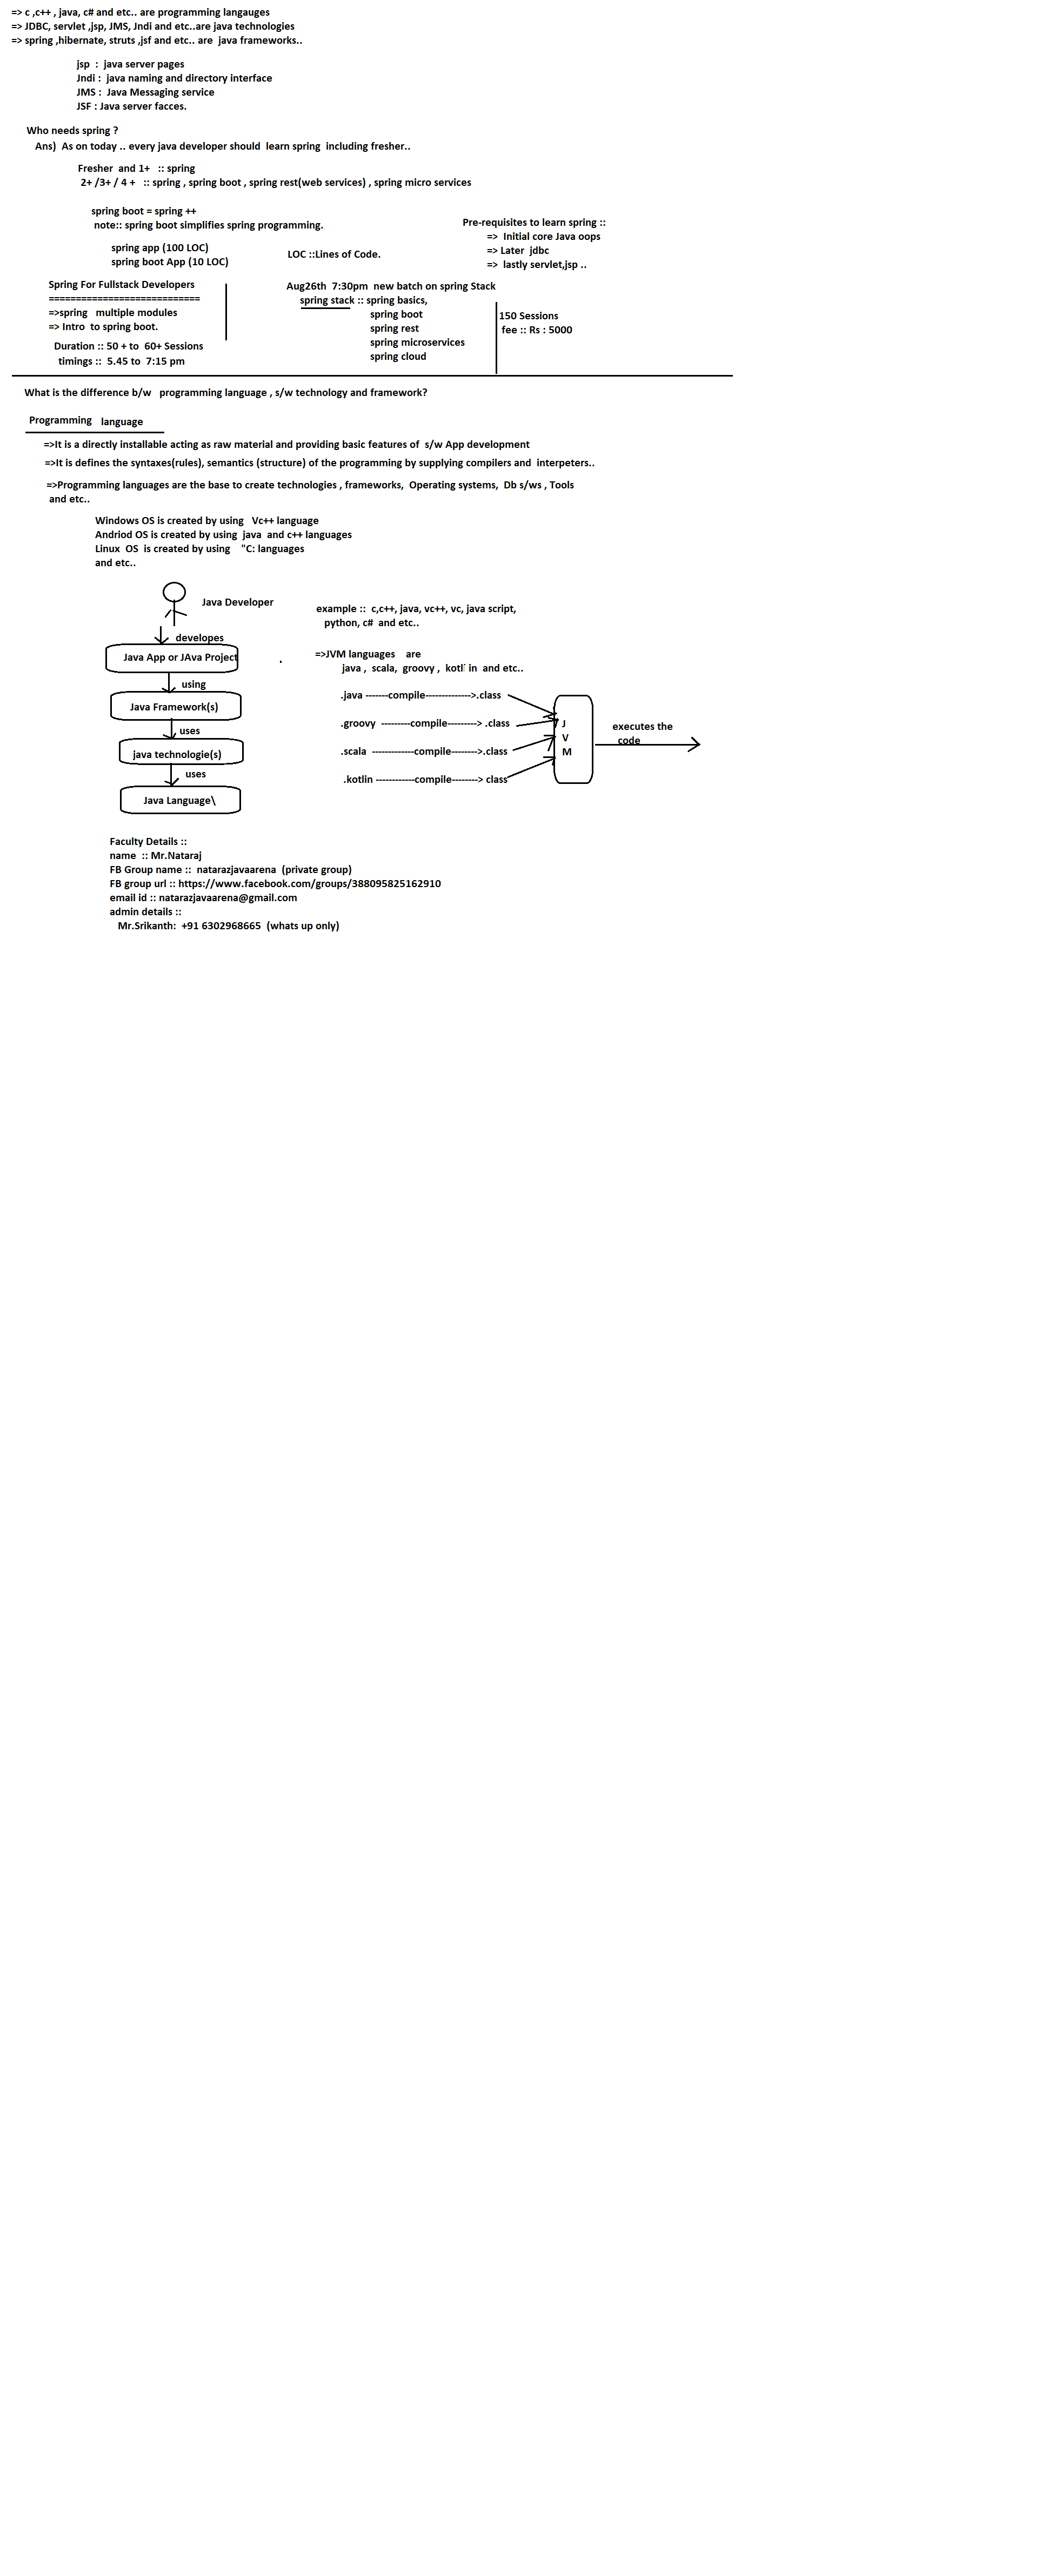 => c ,c++ , java, c# and etc.. are programming langauges
=> JDBC, servlet ,jsp, JMS, Jndi and etc..are java technologies
=> spring ,hibernate, struts ,jsf and etc.. are  java frameworks..
jsp  :  java server pages
Jndi :  java naming and directory interface
JMS :  Java Messaging service
JSF : Java server facces.
Who needs spring ?
Ans)  As on today .. every java developer should  learn spring  including fresher..
Fresher  and 1+   :: spring
2+ /3+ / 4 +   :: spring , spring boot , spring rest(web services) , spring micro services
spring boot = spring ++
note:: spring boot simplifies spring programming.
spring app (100 LOC)
spring boot App (10 LOC)
LOC ::Lines of Code.
Pre-requisites to learn spring ::
=>  Initial core Java oops
=> Later  jdbc
=>  lastly servlet,jsp ..
Spring For Fullstack Developers
============================
=>spring   multiple modules
=> Intro  to spring boot.
Duration :: 50 + to  60+ Sessions
timings ::  5.45 to  7:15 pm
Aug26th  7:30pm  new batch on spring Stack
spring stack :: spring basics,
spring boot
spring rest
spring microservices
spring cloud
150 Sessions
fee :: Rs : 5000
What is the difference b/w   programming language , s/w technology and framework?
Programming   language
=>It is a directly installable acting as raw material and providing basic features of  s/w App development
=>It is defines the syntaxes(rules), semantics (structure) of the programming by supplying compilers and  interpeters..
=>Programming languages are the base to create technologies , frameworks,  Operating systems,  Db s/ws , Tools
and etc..
Windows OS is created by using   Vc++ language
Andriod OS is created by using  java  and c++ languages
Linux  OS  is created by using    "C: languages
and etc..
Java Developer
developes
Java App or JAva Project
using
Java Framework(s)
uses
java technologie(s)
uses
Java Language\
example ::  c,c++, java, vc++, vc, java script,
python, c#  and etc..
.
=>JVM languages    are
java ,  scala,  groovy ,  kotl in  and etc..
.java -------compile-------------->.class
.groovy  ---------compile--------> .class
.scala  -------------compile-------->.class
.kotlin ------------compile--------> class
J
V
M
executes the
code
Faculty Details ::
name  :: Mr.Nataraj
FB Group name ::  natarazjavaarena  (private group)
FB group url :: https://www.facebook.com/groups/388095825162910
email id :: natarazjavaarena@gmail.com
admin details ::
Mr.Srikanth:  +91 6302968665  (whats up only)